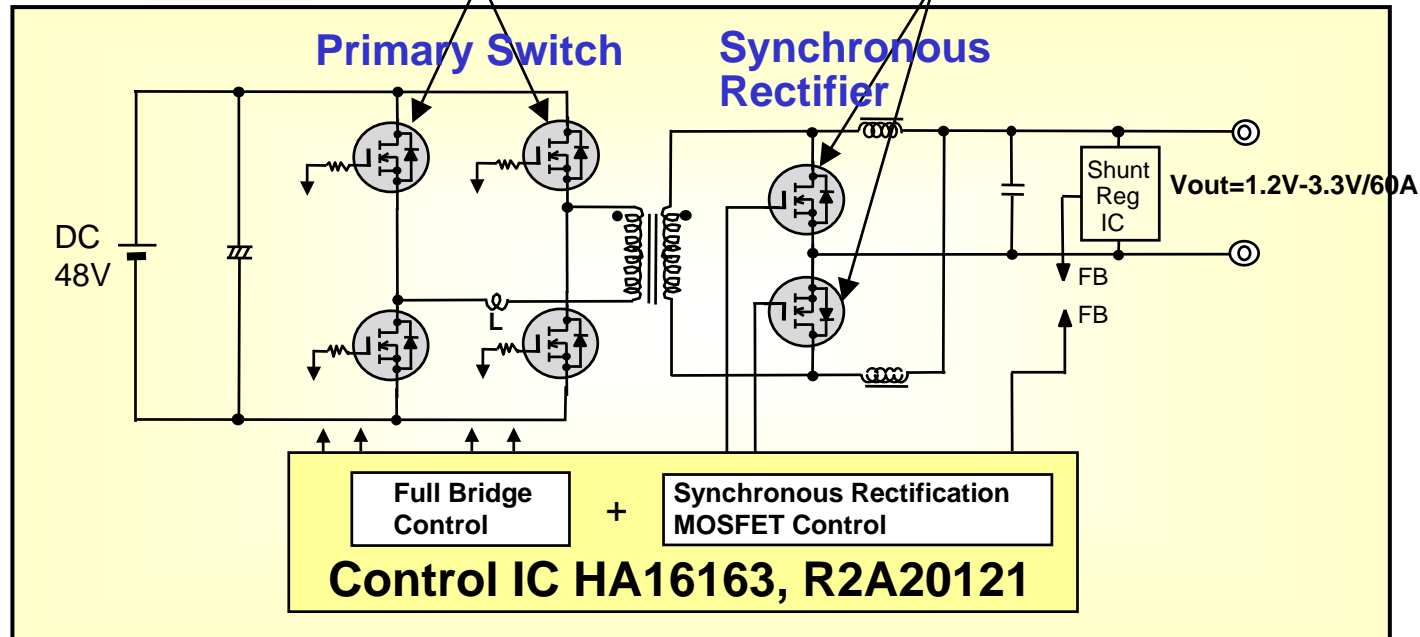 Primary Switch
Synchronous
Rectifier
DC
48V
L
Shunt
Reg
IC
Vout=1.2V-3.3V/60A
FB
FB
Full Bridge
Control
+
Synchronous Rectification
MOSFET Control
Control IC HA16163, R2A20121